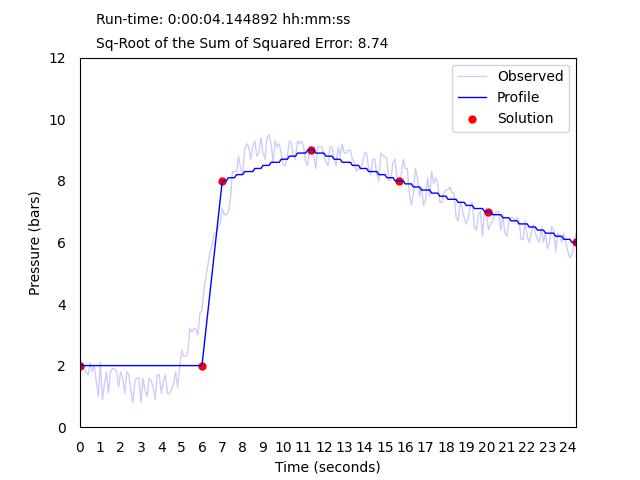 Run-time: 0:00:04.144892 hh:mm:ss
Sq-Root of the Sum of Squared Error: 8.74
Observed
Profile
Solution
12
10
8
6
4
2
0
Pressure (bars)
0 1 2 3 4 5 6 7 8 9 10 11 12 13 14 15 16 17 18 19 20 21 22 23 24
Time (seconds)